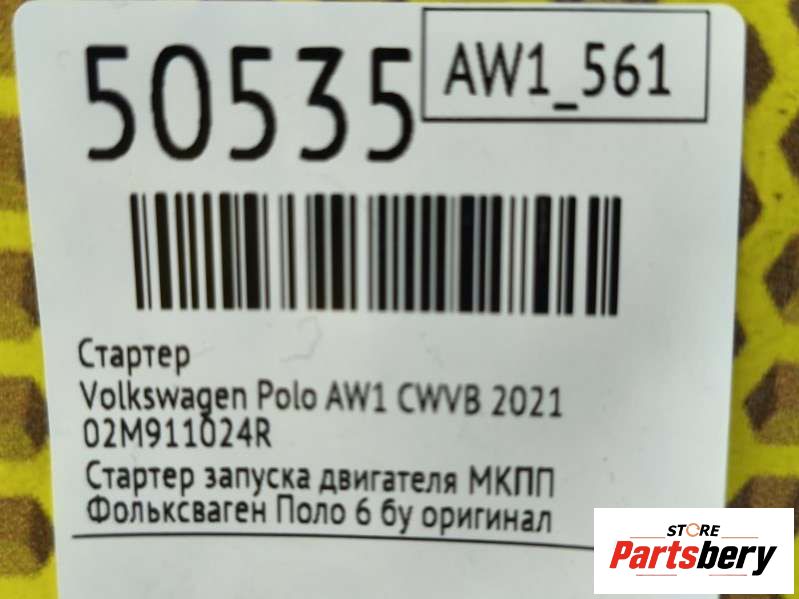 50535
AW1_561
Стартер
Volkswagen Polo AW1 CWVB 2021
02M911024R
Стартер запуска двигателя МКПП
Фольксваген Поло 6 бу оригинал
STORE
Partsbery